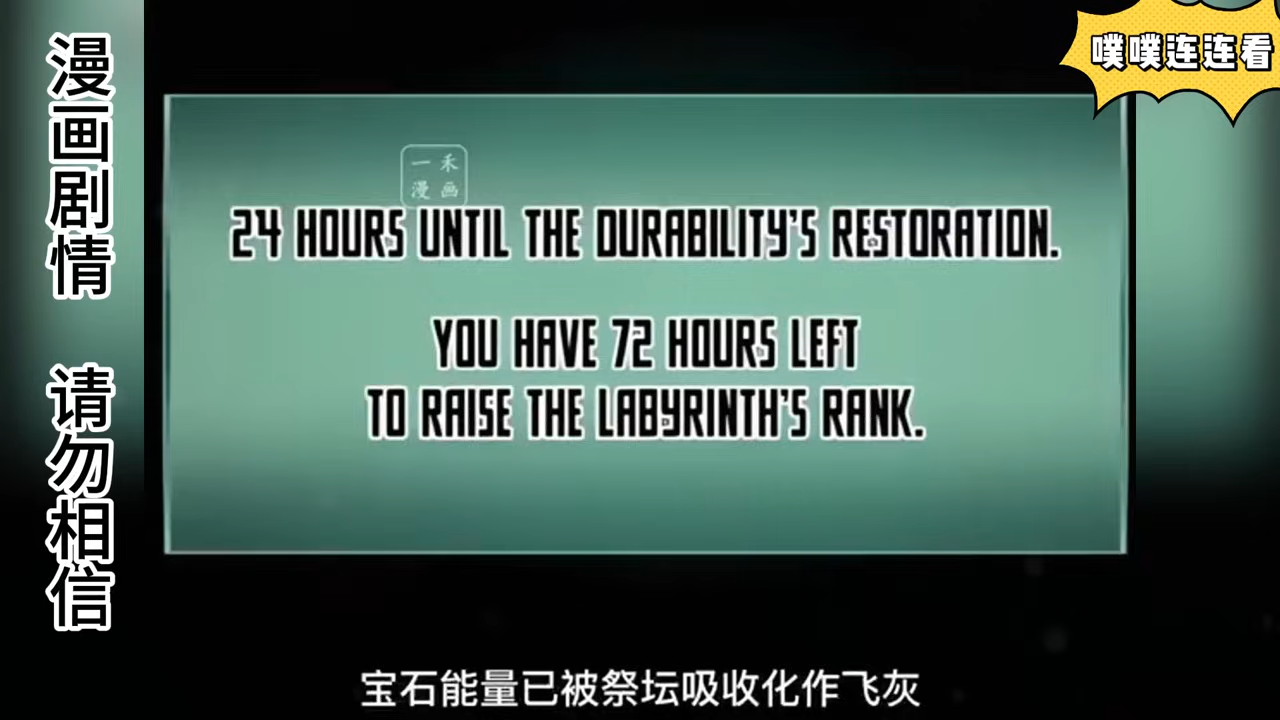 漫画剧情 请勿相信
噗噗连连看
一禾
漫画
24 HOURS UNTIL THE DURABILITY'S RESTORATION.
YOU HAVE 72 HOURS LEFT
TO RAISE THE LABYRINTH'S RANK.
宝石能量已被祭坛吸收化作飞灰